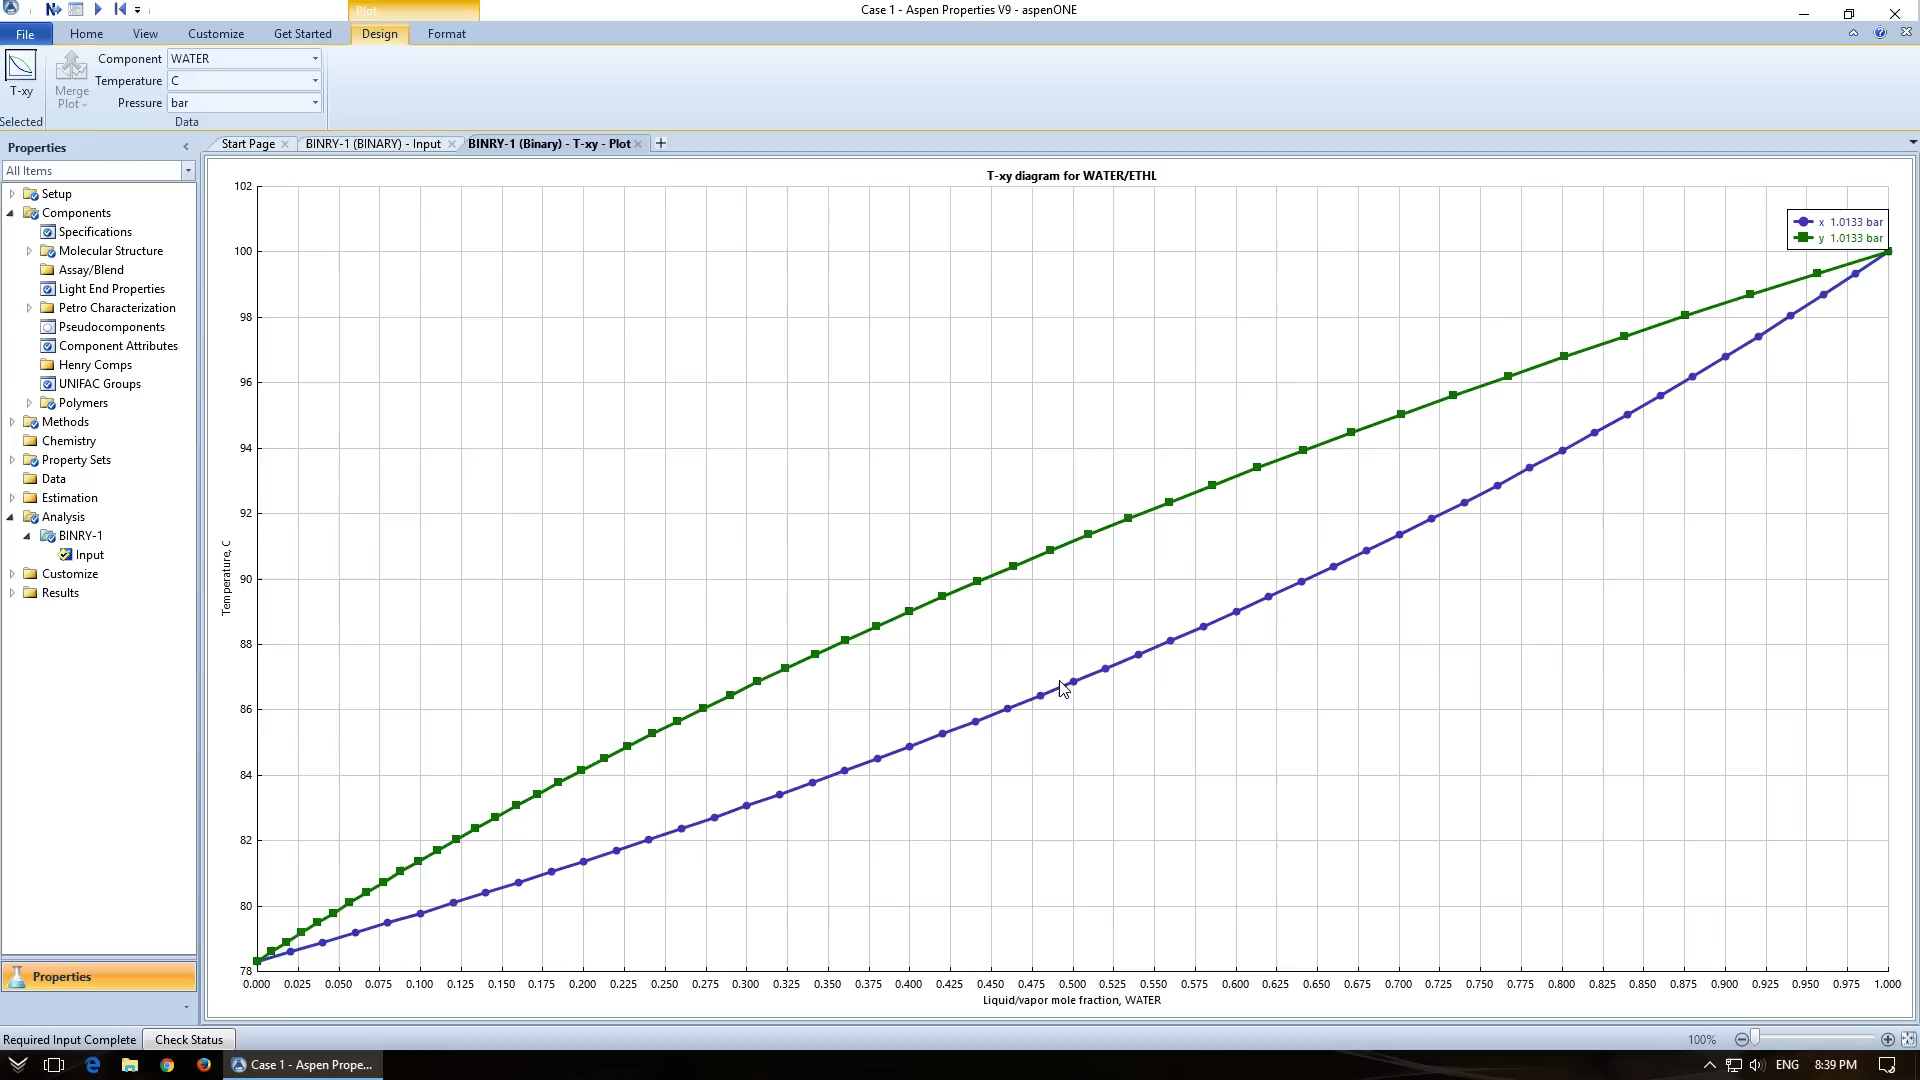 Plot
Case 1 - Aspen Properties V9 - aspenONE
File
Home
View
Customize
Get Started
Design
Format
T-xy
Selected
Merge
Plot
Component WATER
Temperature C
Pressure bar
Data
Properties
All Items
Setup
Components
Specifications
Molecular Structure
Assay/Blend
Light End Properties
Petro Characterization
Pseudocomponents
Component Attributes
Henry Comps
UNIFAC Groups
Polymers
Methods
Chemistry
Property Sets
Data
Estimation
Analysis
BINRY-1
Input
Customize
Results
Properties
Start Page
BINRY-1 (BINARY) - Input
BINRY-1 (Binary) - T-xy - Plot
T-xy diagram for WATER/ETHL
x 1.0133 bar
y 1.0133 bar
102
100
98
96
94
92
90
88
86
84
82
80
78
Temperature, C
0.000 0.025 0.050 0.075 0.100 0.125 0.150 0.175 0.200 0.225 0.250 0.275 0.300 0.325 0.350 0.375 0.400 0.425 0.450 0.475 0.500 0.525 0.550 0.575 0.600 0.625 0.650 0.675 0.700 0.725 0.750 0.775 0.800 0.825 0.850 0.875 0.900 0.925 0.950 0.975 1.000
Liquid/vapor mole fraction, WATER
Required Input Complete
Check Status
100%
Case 1 - Aspen Prope...
ENG
8:39 PM